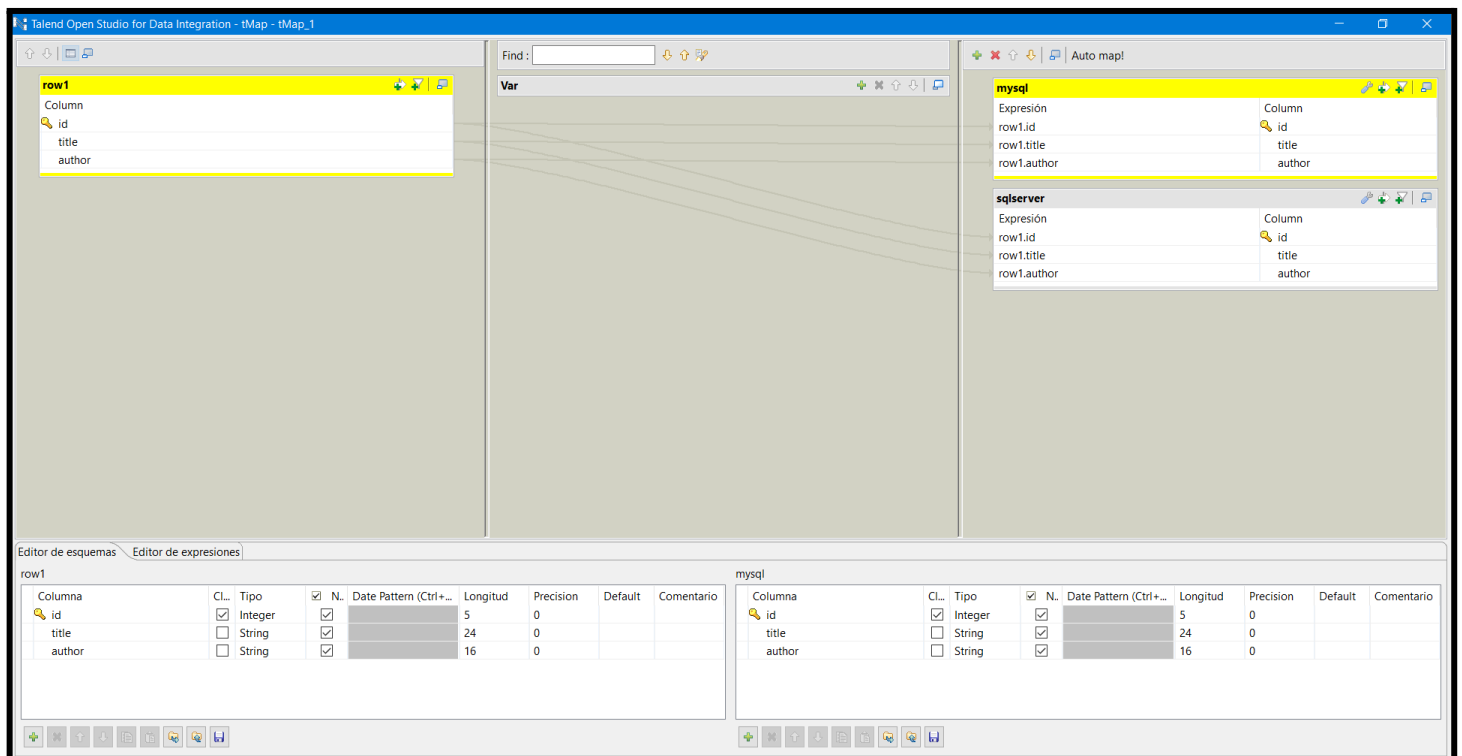 Talend Open Studio for Data Integration - tMap - tMap_1
Find :
Auto map!
row1
Column
id
title
author
Var
mysql
Expresión Column
row1.id id
row1.title title
row1.author author
sqlserver
Expresión Column
row1.id id
row1.title title
row1.author author
Editor de esquemas Editor de expresiones
row1
Columna Cl... Tipo N.. Date Pattern (Ctrl+... Longitud Precision Default Comentario
id Integer 5 0
title String 24 0
author String 16 0
mysql
Columna Cl... Tipo N.. Date Pattern (Ctrl+... Longitud Precision Default Comentario
id Integer 5 0
title String 24 0
author String 16 0